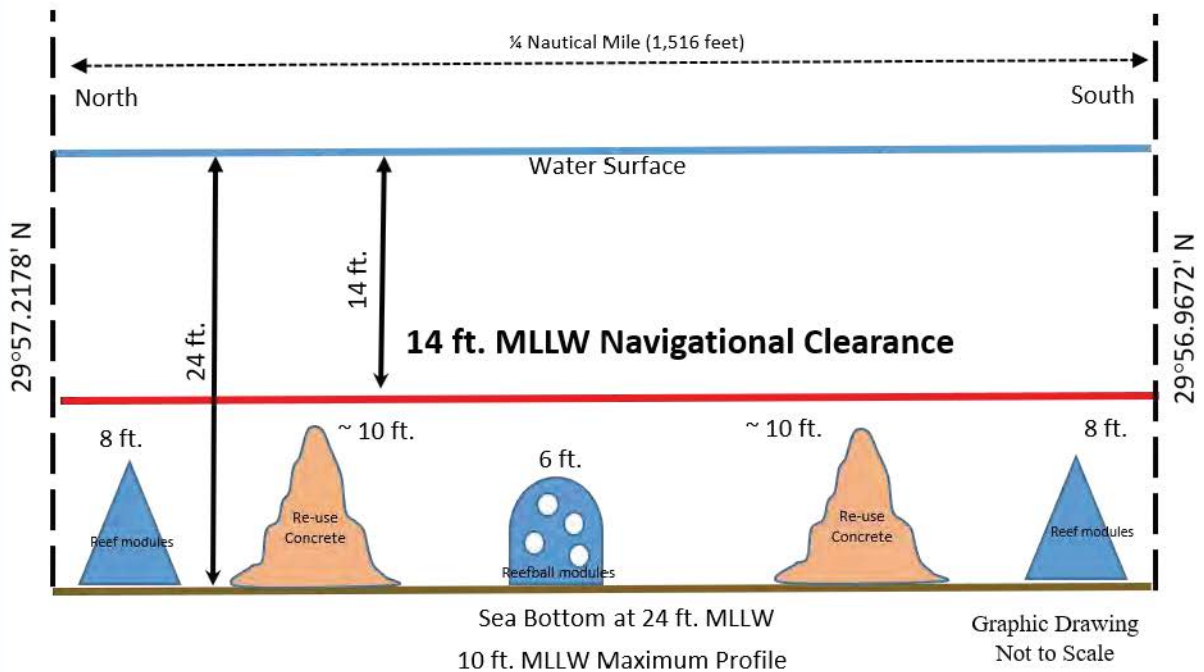 ¼ Nautical Mile (1,516 feet)
North
South
Water Surface
29°57.2178' N
24 ft.
14 ft.
14 ft. MLLW Navigational Clearance
29°56.9672' N
8 ft.
~ 10 ft.
6 ft.
~ 10 ft.
8 ft.
Reef modules
Re-use
Concrete
Reefball modules
Re-use
Concrete
Reef modules
Sea Bottom at 24 ft. MLLW
10 ft. MLLW Maximum Profile
Graphic Drawing
Not to Scale